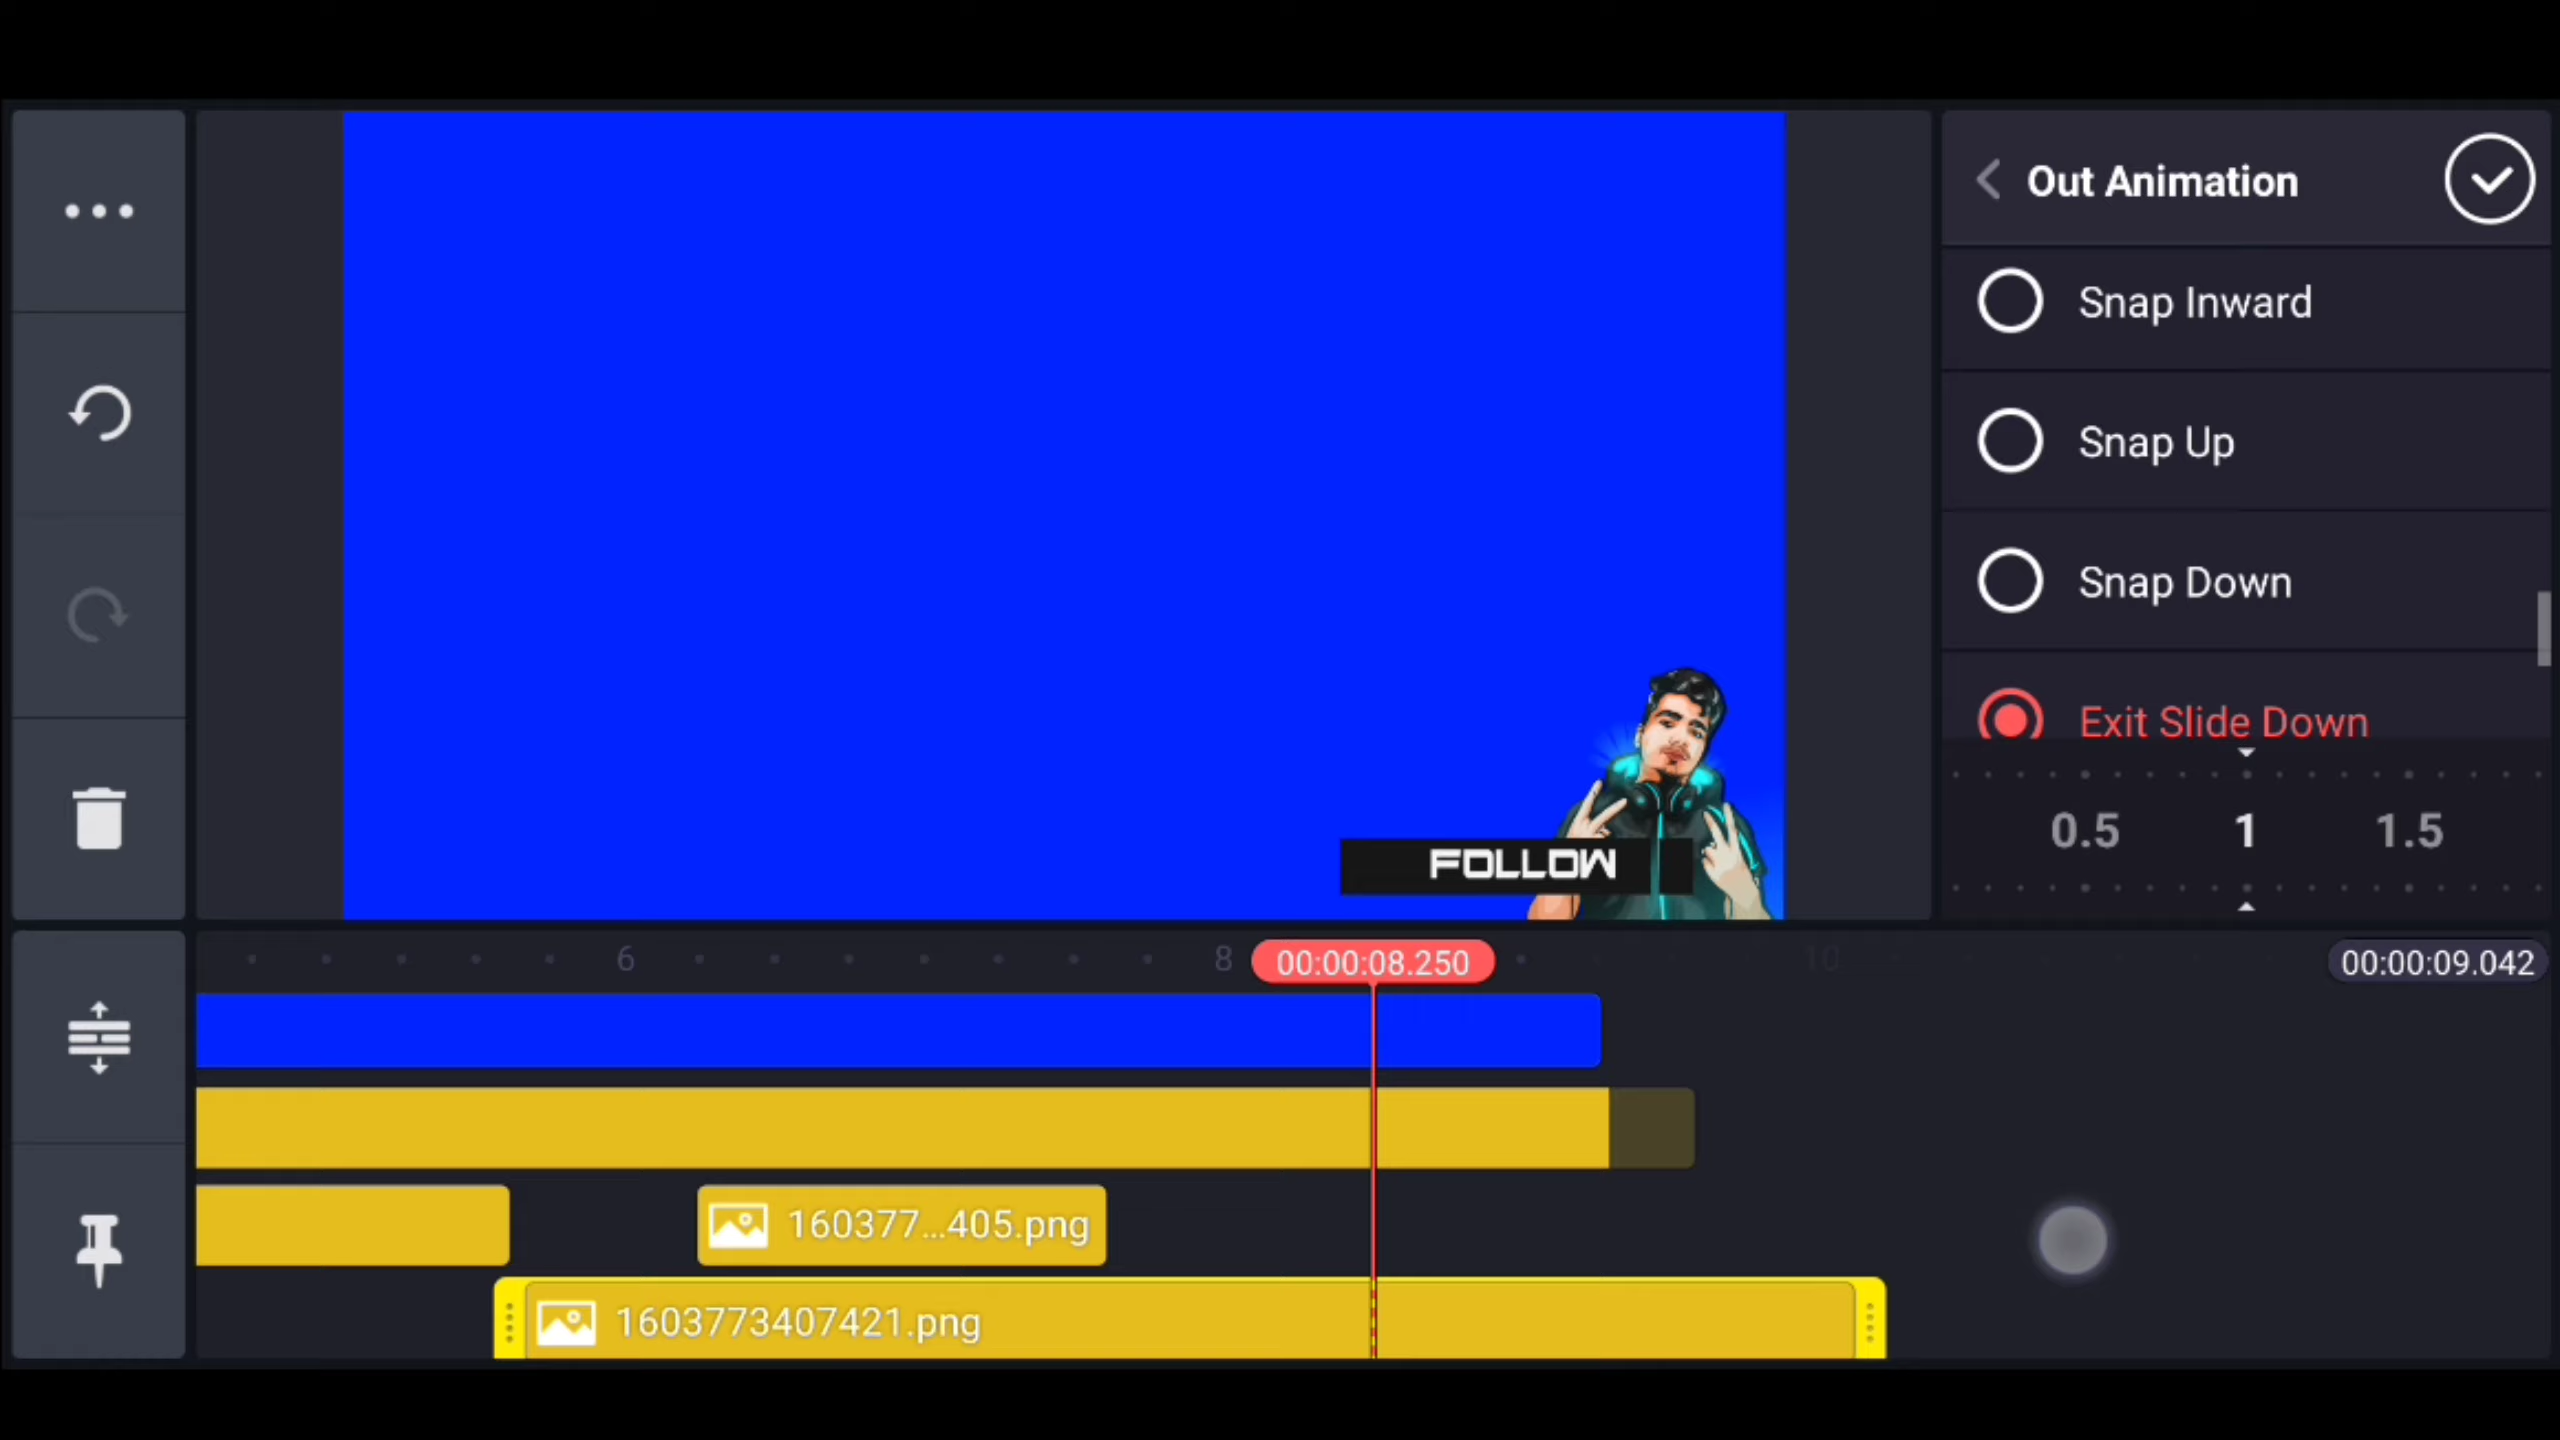 Out Animation
Snap Inward
Snap Up
Snap Down
Exit Slide Down
0.5 1 1.5
FOLLOW
6 8 00:00:08.250 10 00:00:09.042
160377...405.png
1603773407421.png